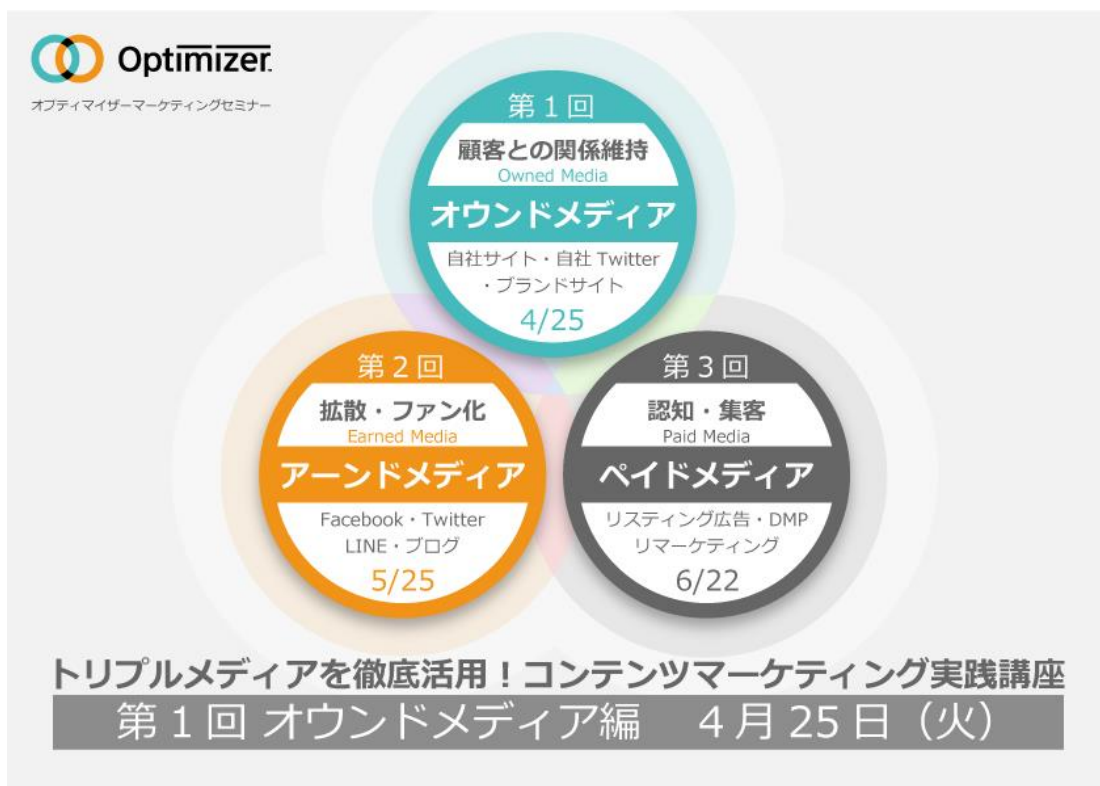 Optimizer.
オプティマイザーマーケティングセミナー
第1回
顧客との関係維持
Owned Media
オウンドメディア
自社サイト・自社 Twitter
・ブランドサイト
4/25
第2回
拡散・ファン化
Earned Media
アーンドメディア
Facebook・Twitter
LINE・ブログ
5/25
第3回
認知・集客
Paid Media
ペイドメディア
リスティング広告・DMP
リマーケティング
6/22
トリプルメディアを徹底活用!コンテンツマーケティング実践講座
第1回 オウンドメディア編　4月25日(火)